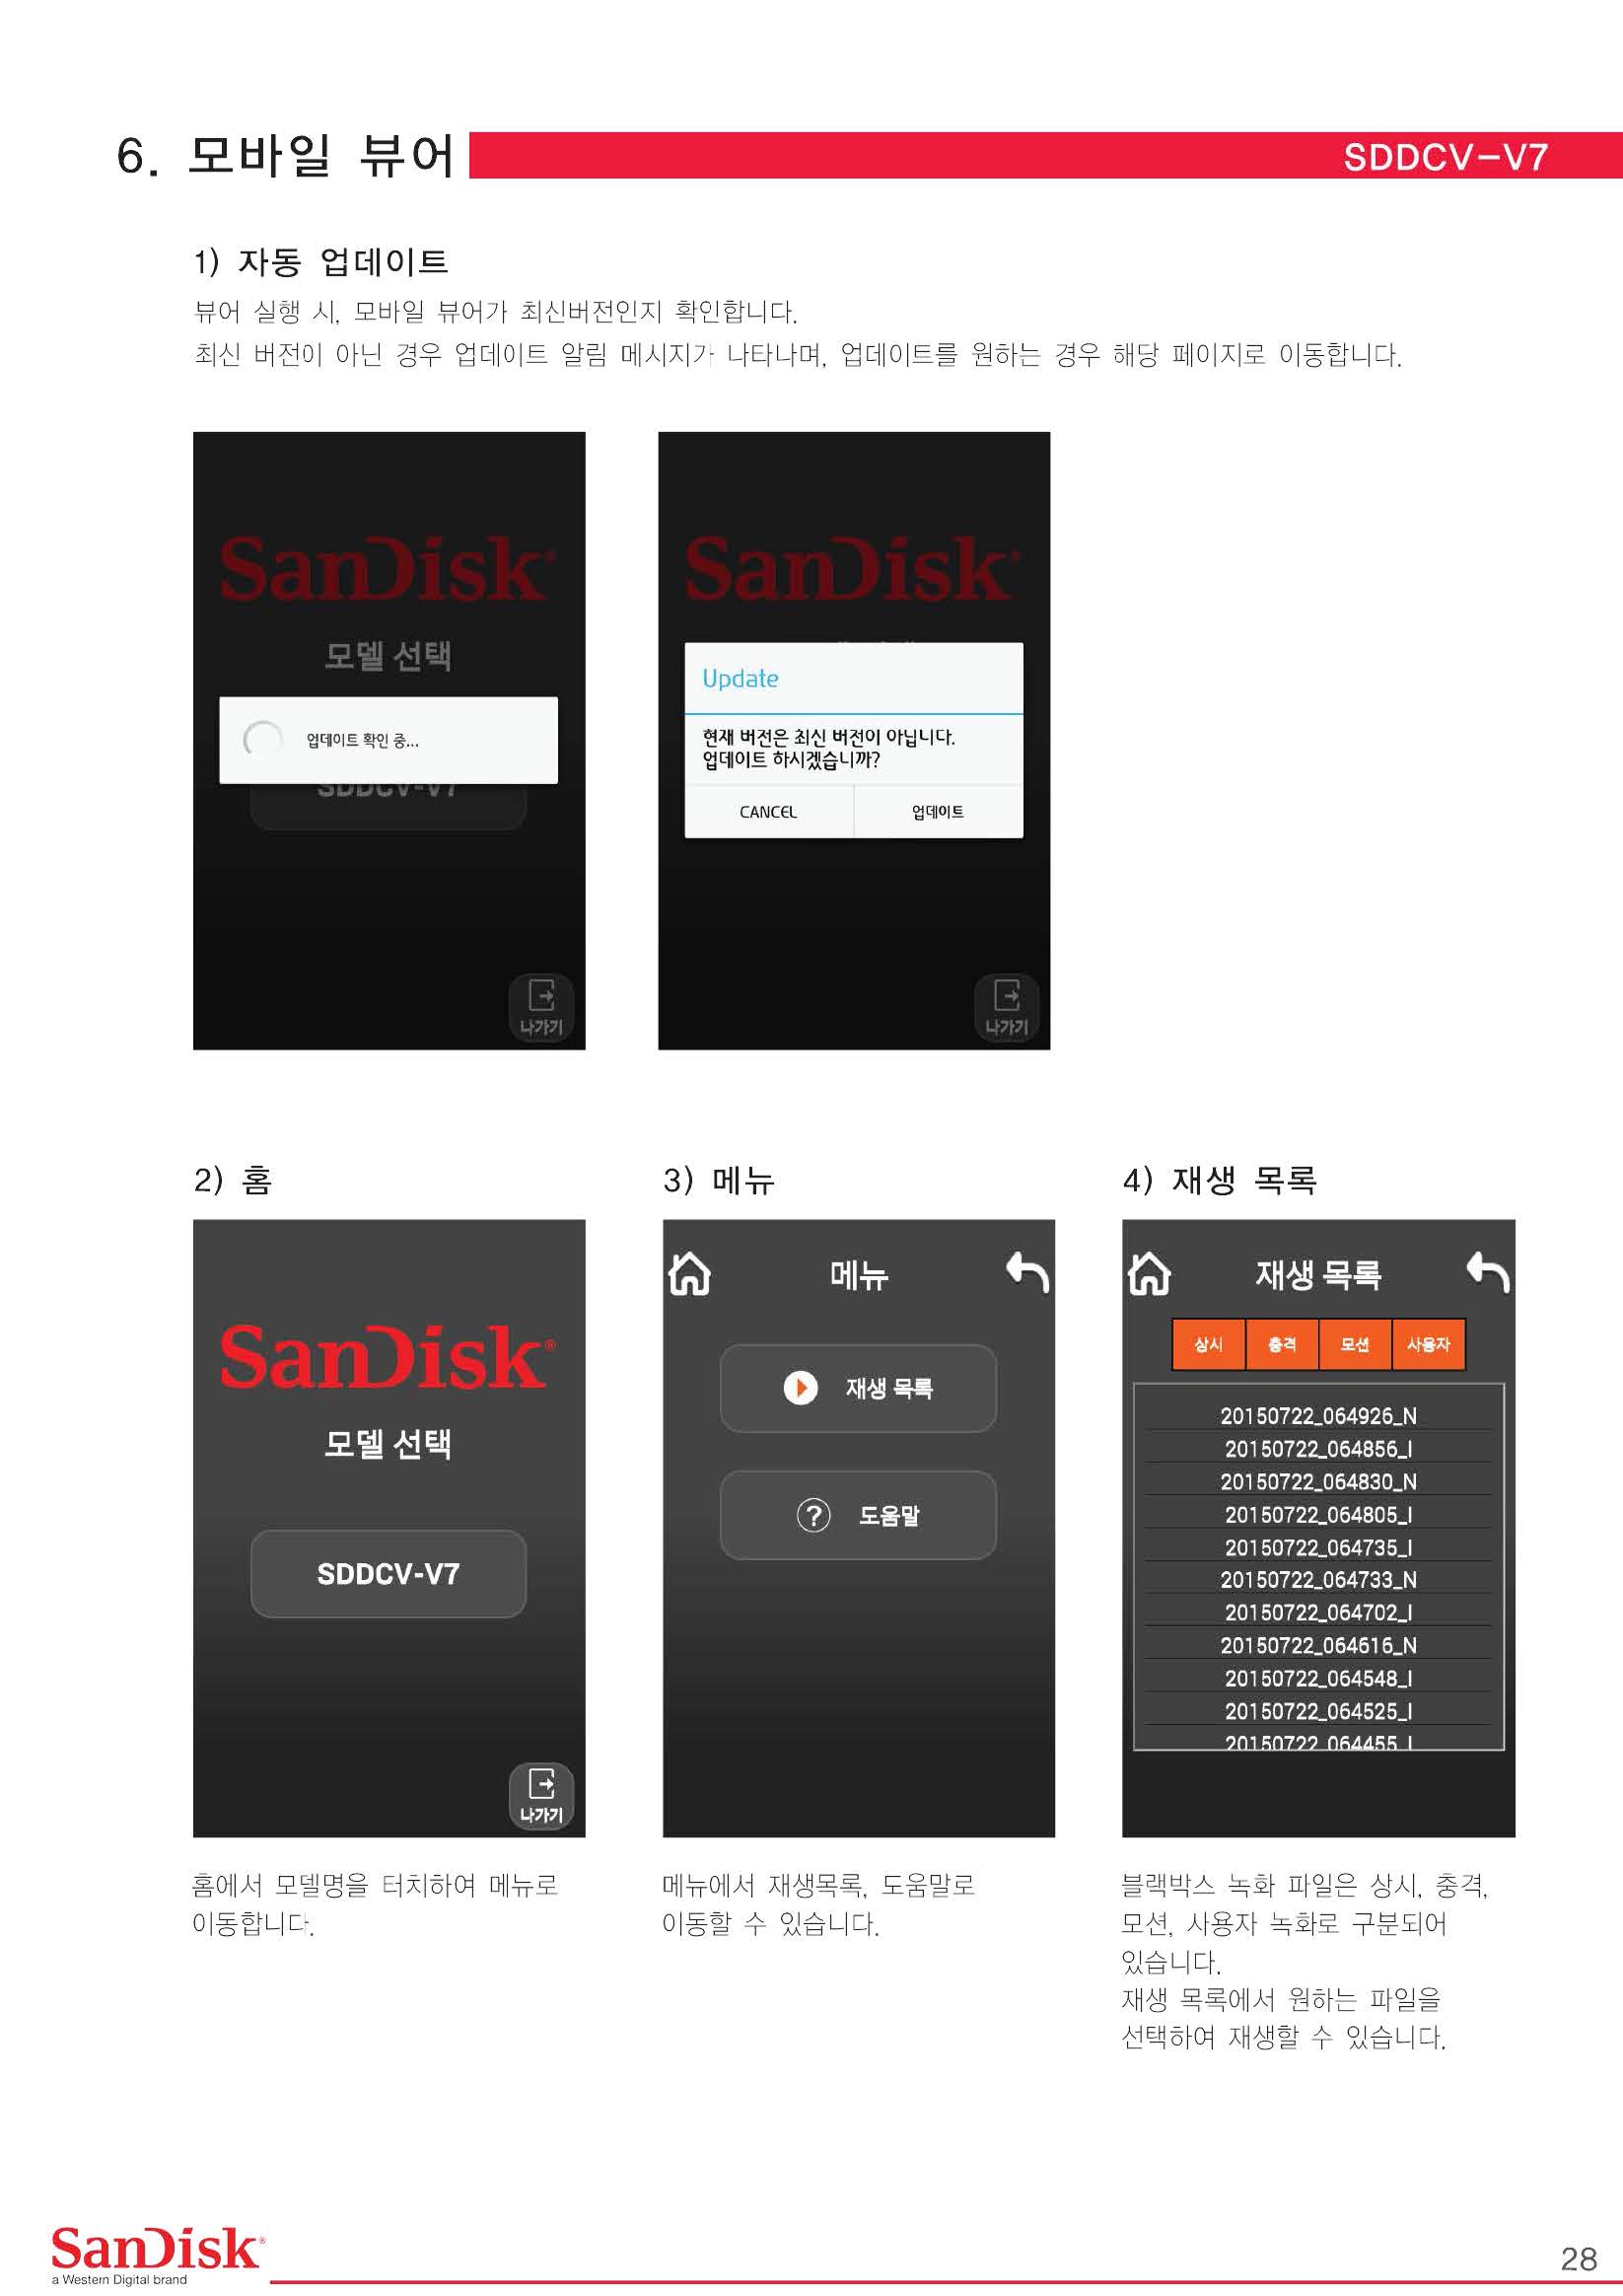 6. 모바일 뷰어
SDDCV-V7
1) 자동 업데이트
뷰어 실행 시, 모바일 뷰어가 최신버전인지 확인합니다.
최신 버전이 아닌 경우 업데이트 알림 메시지가 나타나며, 업데이트를 원하는 경우 해당 페이지로 이동합니다.
SanDisk®
모델 선택
업데이트 확인 중...
SDDCV-V7
나가기
SanDisk®
Update
현재 버전은 최신 버전이 아닙니다.
업데이트 하시겠습니까?
CANCEL 업데이트
나가기
2) 홈
SanDisk®
모델 선택
SDDCV-V7
나가기
홈에서 모델명을 터치하여 메뉴로
이동합니다.
3) 메뉴
메뉴
재생 목록
? 도움말
메뉴에서 재생목록, 도움말로
이동할 수 있습니다.
4) 재생 목록
재생 목록
상시 충격 모션 사용자
20150722_064926_N
20150722_064856_I
20150722_064830_N
20150722_064805_I
20150722_064735_I
20150722_064733_N
20150722_064702_I
20150722_064616_N
20150722_064548_I
20150722_064525_I
20150722_064455_I
블랙박스 녹화 파일은 상시, 충격,
모션, 사용자 녹화로 구분되어
있습니다.
재생 목록에서 원하는 파일을
선택하여 재생할 수 있습니다.
SanDisk®
a Western Digital brand
28